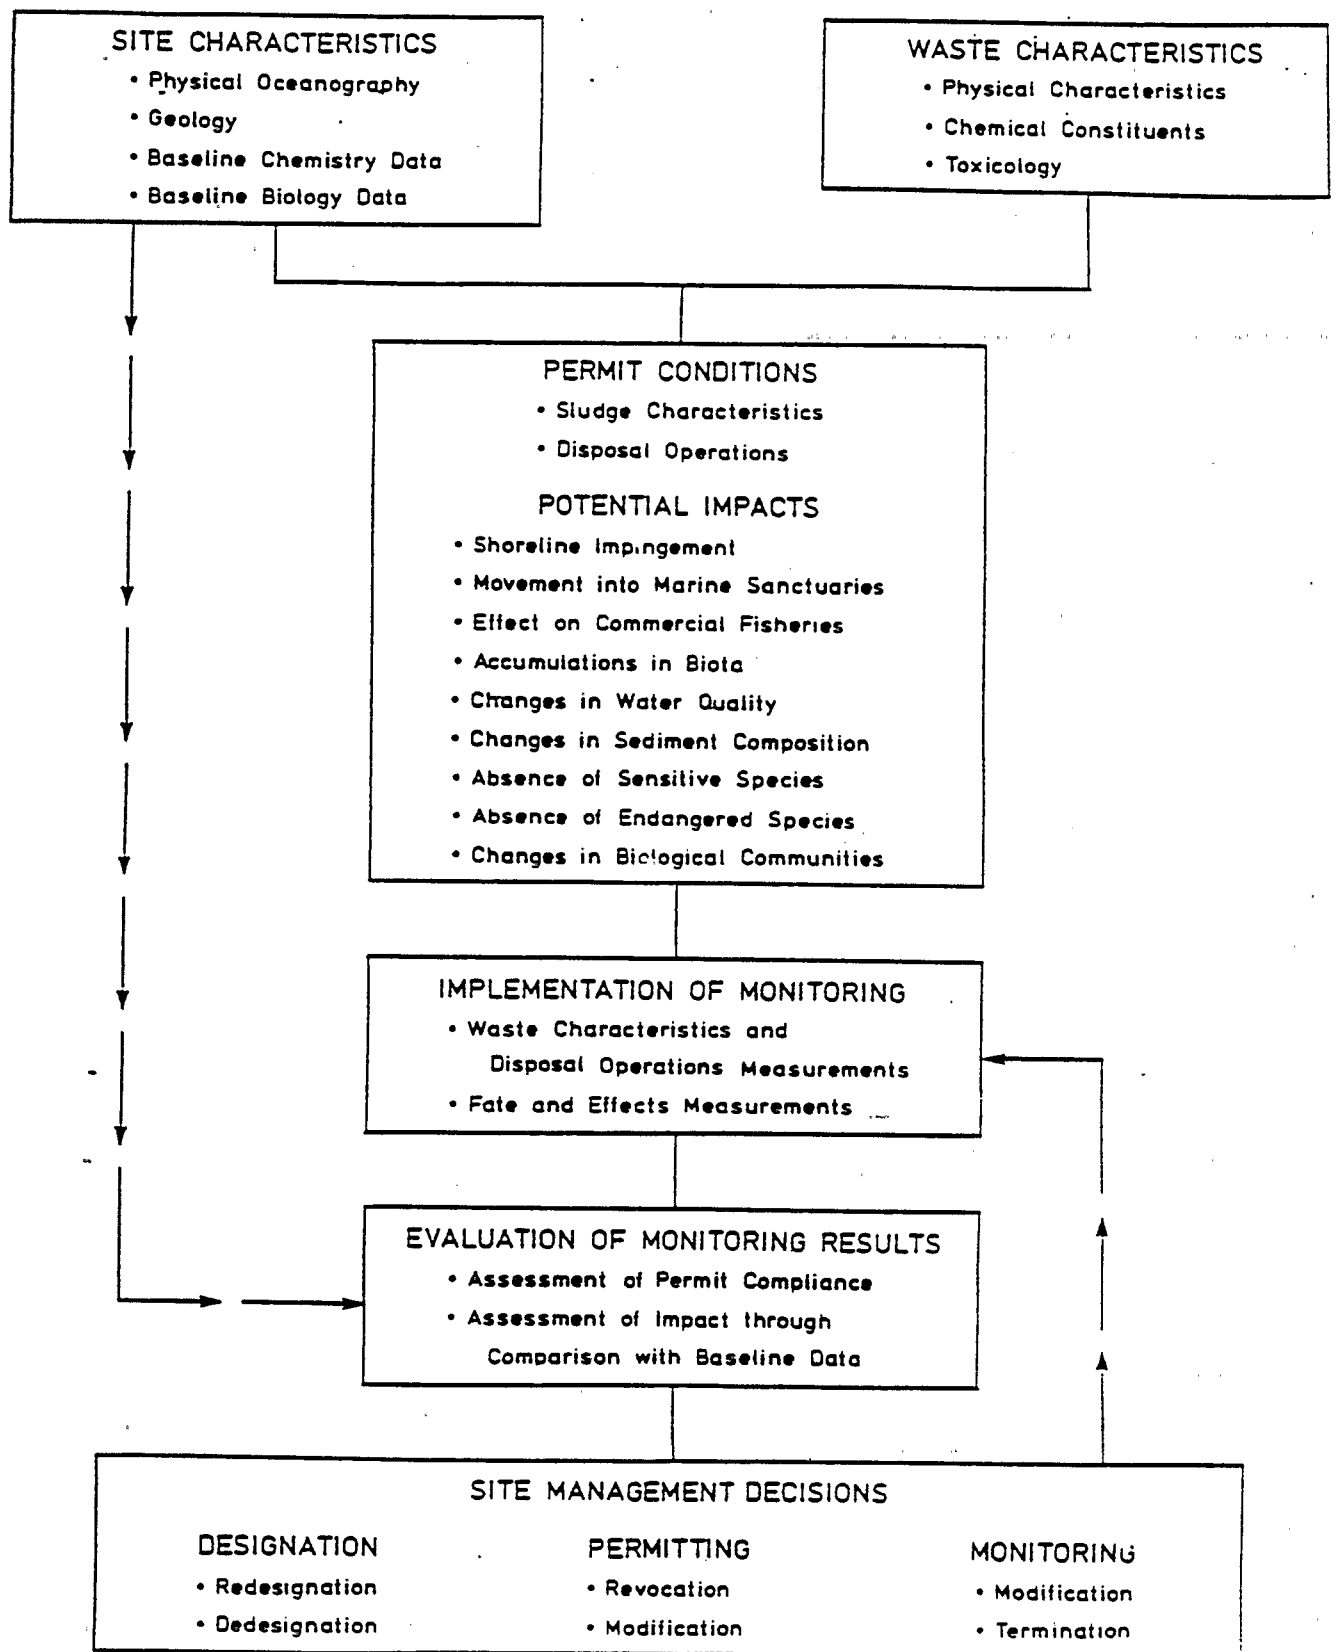 SITE CHARACTERISTICS
• Physical Oceanography
• Geology
• Baseline Chemistry Data
• Baseline Biology Data
WASTE CHARACTERISTICS
• Physical Characteristics
• Chemical Constituents
• Toxicology
PERMIT CONDITIONS
• Sludge Characteristics
• Disposal Operations
POTENTIAL IMPACTS
• Shoreline Impingement
• Movement into Marine Sanctuaries
• Effect on Commercial Fisheries
• Accumulations in Biota
• Changes in Water Quality
• Changes in Sediment Composition
• Absence of Sensitive Species
• Absence of Endangered Species
• Changes in Biological Communities
IMPLEMENTATION OF MONITORING
• Waste Characteristics and
Disposal Operations Measurements
• Fate and Effects Measurements
EVALUATION OF MONITORING RESULTS
• Assessment of Permit Compliance
• Assessment of Impact through
Comparison with Baseline Data
SITE MANAGEMENT DECISIONS
DESIGNATION
• Redesignation
• Dedesignation
PERMITTING
• Revocation
• Modification
MONITORING
• Modification
• Termination